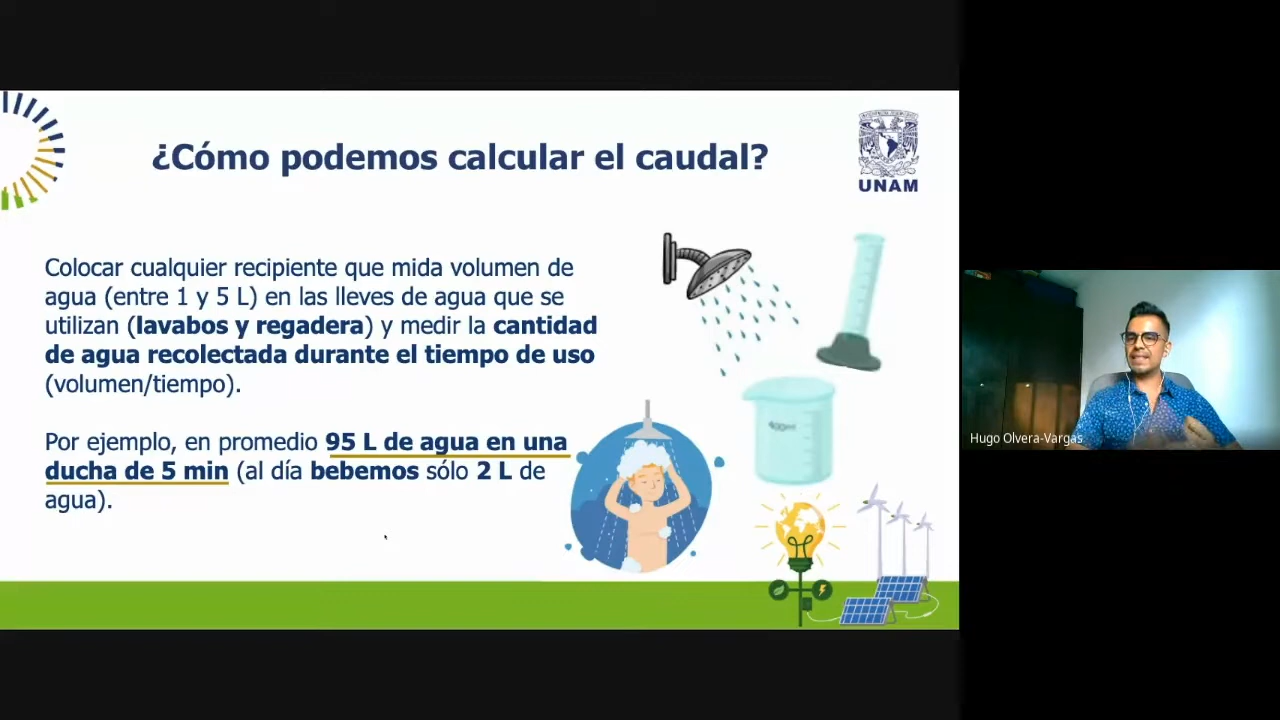 ¿Cómo podemos calcular el caudal?
UNAM
Colocar cualquier recipiente que mida volumen de
agua (entre 1 y 5 L) en las lleves de agua que se
utilizan (lavabos y regadera) y medir la cantidad
de agua recolectada durante el tiempo de uso
(volumen/tiempo).
Por ejemplo, en promedio 95 L de agua en una
ducha de 5 min (al día bebemos sólo 2 L de
agua).
Hugo Olvera-Vargas